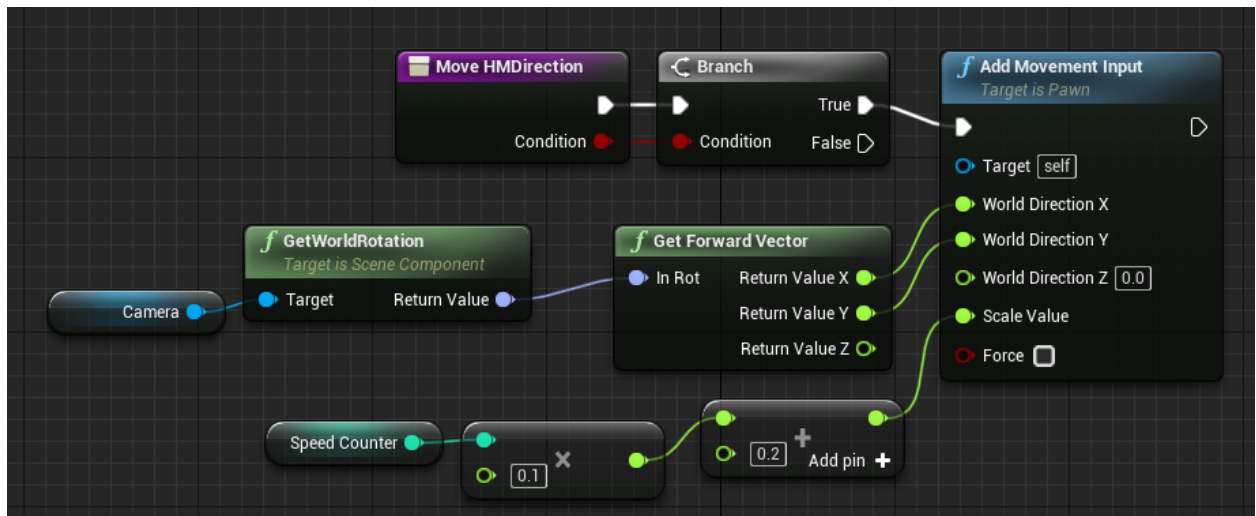 Move HMDirection
Condition
Branch
True
Condition
False
f Add Movement Input
Target is Pawn
Target self
World Direction X
World Direction Y
World Direction Z 0.0
Scale Value
Force
f GetWorldRotation
Target is Scene Component
Target
Return Value
f Get Forward Vector
In Rot
Return Value X
Return Value Y
Return Value Z
Camera
Speed Counter
0.1 ×
0.2 +
Add pin +